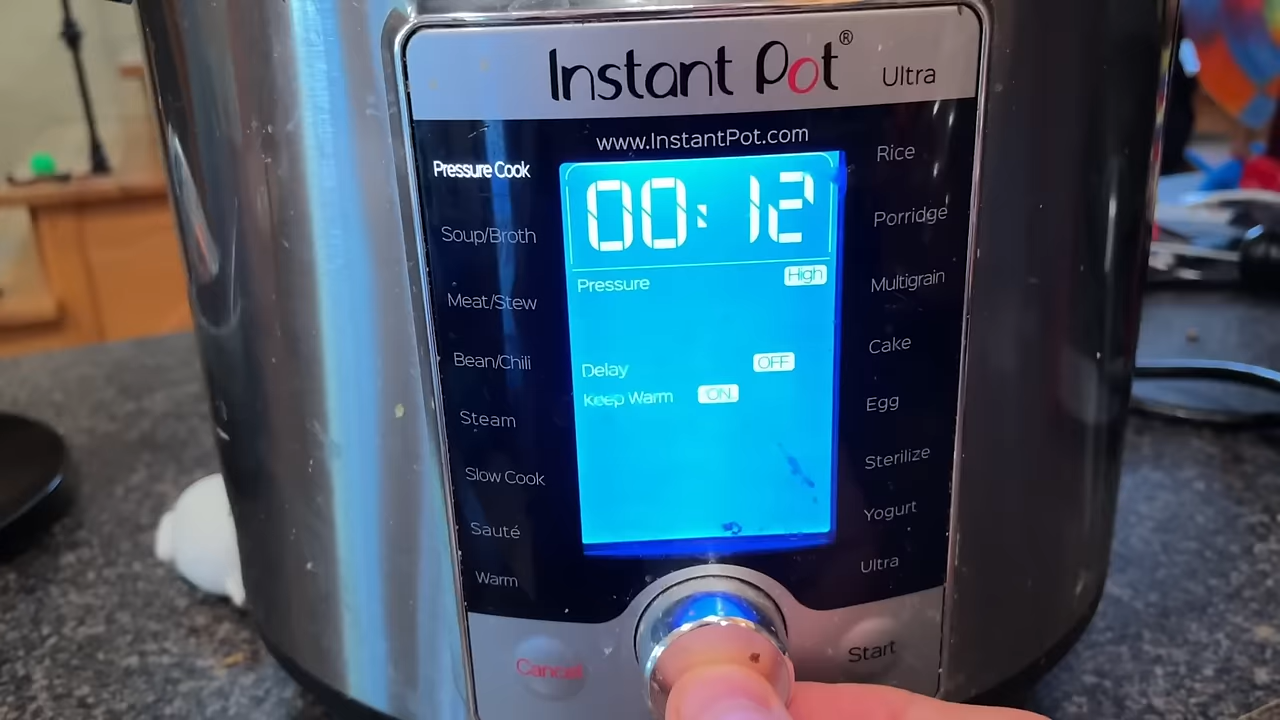 Instant Pot® Ultra
www.InstantPot.com
Pressure Cook
Soup/Broth
Meat/Stew
Bean/Chili
Steam
Slow Cook
Sauté
Warm
00:12
Pressure High
Delay OFF
Keep Warm ON
Rice
Porridge
Multigrain
Cake
Egg
Sterilize
Yogurt
Ultra
Cancel
Start